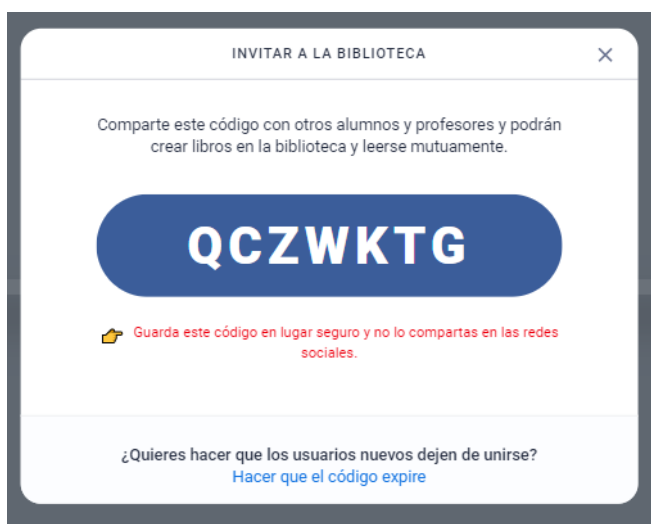 INVITAR A LA BIBLIOTECA
Comparte este código con otros alumnos y profesores y podrán
crear libros en la biblioteca y leerse mutuamente.
QCZWKTG
Guarda este código en lugar seguro y no lo compartas en las redes
sociales.
¿Quieres hacer que los usuarios nuevos dejen de unirse?
Hacer que el código expire